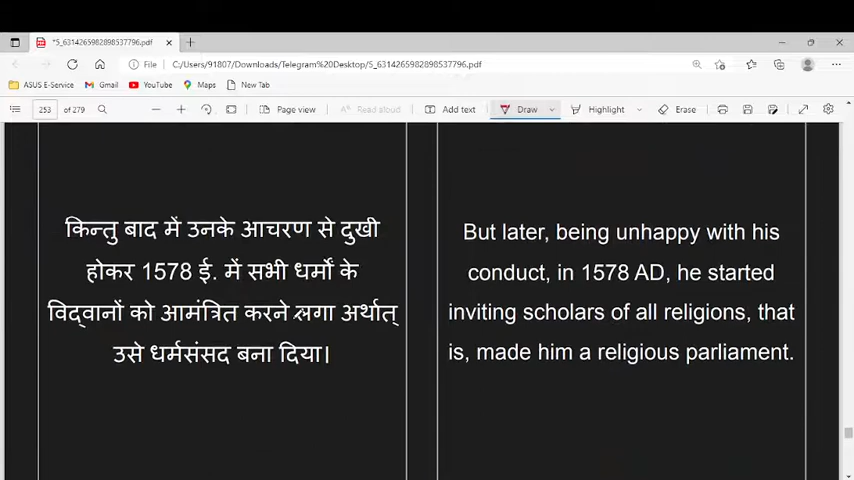 *5_6314265982898537796.pdf
File C:/Users/91807/Downloads/Telegram%20Desktop/5_6314265982898537796.pdf
ASUS E-Service Gmail YouTube Maps New Tab
253 of 279 Page view Read aloud Add text Draw Highlight Erase
किन्तु बाद में उनके आचरण से दुखी
होकर 1578 ई. में सभी धर्मों के
विद्वानों को आमंत्रित करने लगा अर्थात्
उसे धर्मसंसद बना दिया।
But later, being unhappy with his
conduct, in 1578 AD, he started
inviting scholars of all religions, that
is, made him a religious parliament.